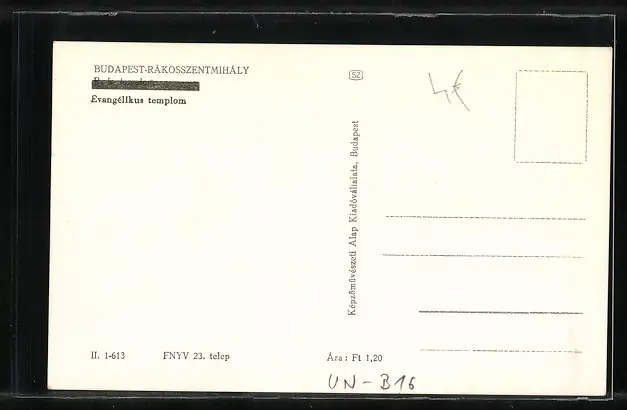 BUDAPEST-RÁKOSSZENTMIHÁLY
Evangélikus templom
SZ
Képzőművészeti Alap Kiadóvállalata, Budapest
II. 1-613
FNYV 23. telep
Ára: Ft 1,20
UN-B16